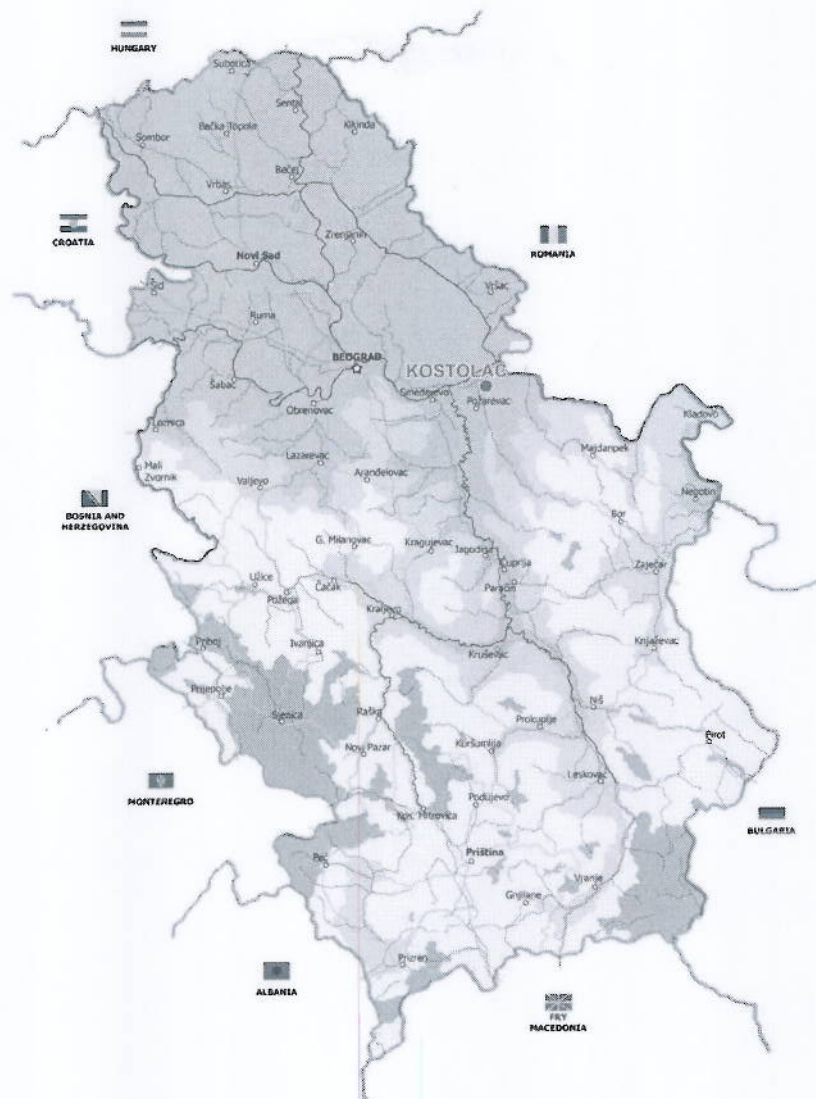 HUNGARY
Subotica
Senta
Kikinda
Bačka Topola
Sombor
Bečej
Vrbas
CROATIA
Zrenjanin
ROMANIA
Novi Sad
Šid
Vršac
Ruma
BEOGRAD
KOSTOLAC
Šabac
Smederevo
Požarevac
Obrenovac
Kladovo
Loznica
Majdanpek
Lazarevac
Mali
Zvornik
Valjevo
Aranđelovac
Negotin
BOSNIA AND
HERZEGOVINA
Bor
G. Milanovac
Kragujevac
Jagodina
Ćuprija
Zaječar
Užice
Čačak
Požega
Paraćin
Kraljevo
Priboj
Ivanjica
Knjaževac
Kruševac
Prijepolje
Niš
Raška
Sjenica
Prokuplje
Pirot
Novi Pazar
Kuršumlija
Leskovac
MONTEREGRO
Podujevo
Kos. Mitrovica
BULGARIA
Priština
Peć
Vranje
Gnjilane
Prizren
ALBANIA
FRY
MACEDONIA